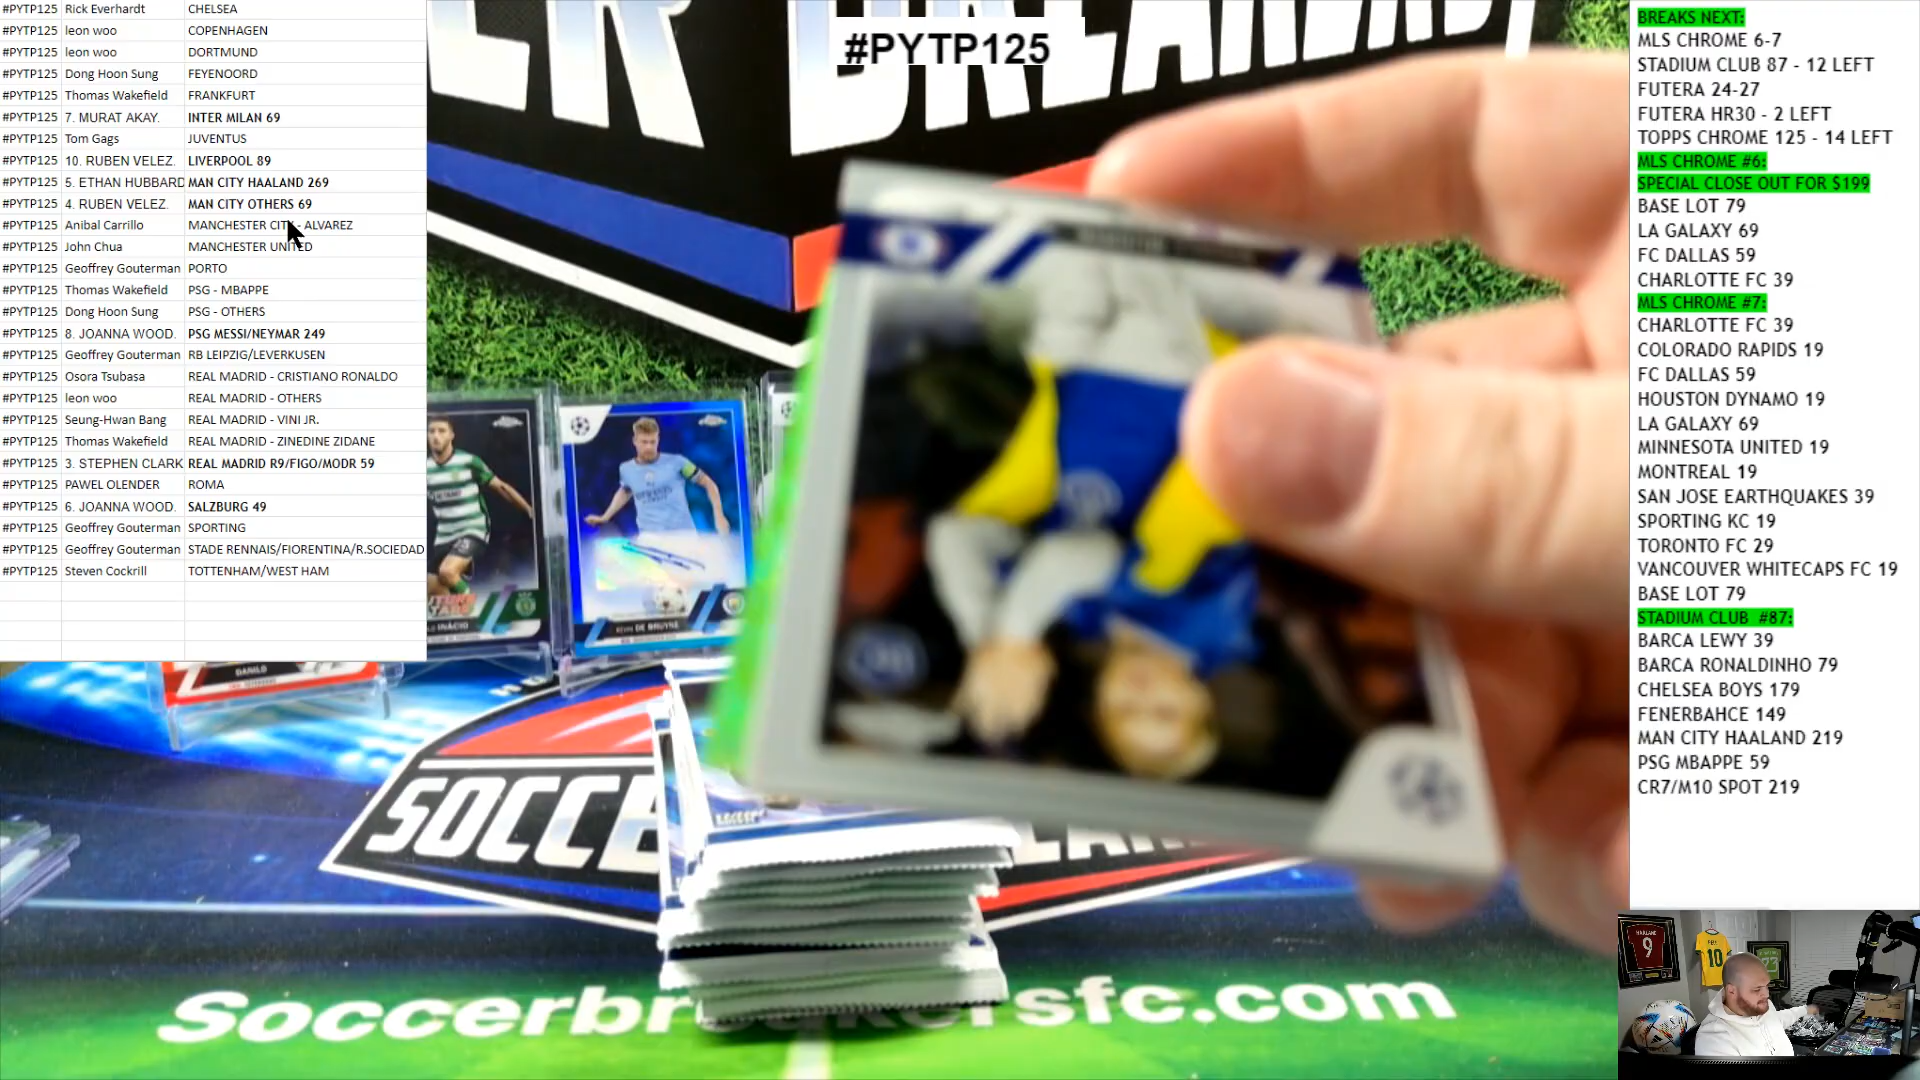 #PYTP125 Rick Everhardt CHELSEA
#PYTP125 leon woo COPENHAGEN
#PYTP125 leon woo DORTMUND
#PYTP125 Dong Hoon Sung FEYENOORD
#PYTP125 Thomas Wakefield FRANKFURT
#PYTP125 7. MURAT AKAY. INTER MILAN 69
#PYTP125 Tom Gags JUVENTUS
#PYTP125 10. RUBEN VELEZ. LIVERPOOL 89
#PYTP125 5. ETHAN HUBBARD MAN CITY HAALAND 269
#PYTP125 4. RUBEN VELEZ. MAN CITY OTHERS 69
#PYTP125 Anibal Carrillo MANCHESTER CITY - ALVAREZ
#PYTP125 John Chua MANCHESTER UNITED
#PYTP125 Geoffrey Gouterman PORTO
#PYTP125 Thomas Wakefield PSG - MBAPPE
#PYTP125 Dong Hoon Sung PSG - OTHERS
#PYTP125 8. JOANNA WOOD. PSG MESSI/NEYMAR 249
#PYTP125 Geoffrey Gouterman RB LEIPZIG/LEVERKUSEN
#PYTP125 Osora Tsubasa REAL MADRID - CRISTIANO RONALDO
#PYTP125 leon woo REAL MADRID - OTHERS
#PYTP125 Seung-Hwan Bang REAL MADRID - VINI JR.
#PYTP125 Thomas Wakefield REAL MADRID - ZINEDINE ZIDANE
#PYTP125 3. STEPHEN CLARK REAL MADRID R9/FIGO/MODR 59
#PYTP125 PAWEL OLENDER ROMA
#PYTP125 6. JOANNA WOOD. SALZBURG 49
#PYTP125 Geoffrey Gouterman SPORTING
#PYTP125 Geoffrey Gouterman STADE RENNAIS/FIORENTINA/R.SOCIEDAD
#PYTP125 Steven Cockrill TOTTENHAM/WEST HAM
#PYTP125
INÁCIO
KEVIN DE BRUYNE
DANILO
SOCCE
Soccerbr kersfc.com
BREAKS NEXT:
MLS CHROME 6-7
STADIUM CLUB 87 - 12 LEFT
FUTERA 24-27
FUTERA HR30 - 2 LEFT
TOPPS CHROME 125 - 14 LEFT
MLS CHROME #6:
SPECIAL CLOSE OUT FOR $199
BASE LOT 79
LA GALAXY 69
FC DALLAS 59
CHARLOTTE FC 39
MLS CHROME #7:
CHARLOTTE FC 39
COLORADO RAPIDS 19
FC DALLAS 59
HOUSTON DYNAMO 19
LA GALAXY 69
MINNESOTA UNITED 19
MONTREAL 19
SAN JOSE EARTHQUAKES 39
SPORTING KC 19
TORONTO FC 29
VANCOUVER WHITECAPS FC 19
BASE LOT 79
STADIUM CLUB #87:
BARCA LEWY 39
BARCA RONALDINHO 79
CHELSEA BOYS 179
FENERBAHCE 149
MAN CITY HAALAND 219
PSG MBAPPE 59
CR7/M10 SPOT 219
9
10